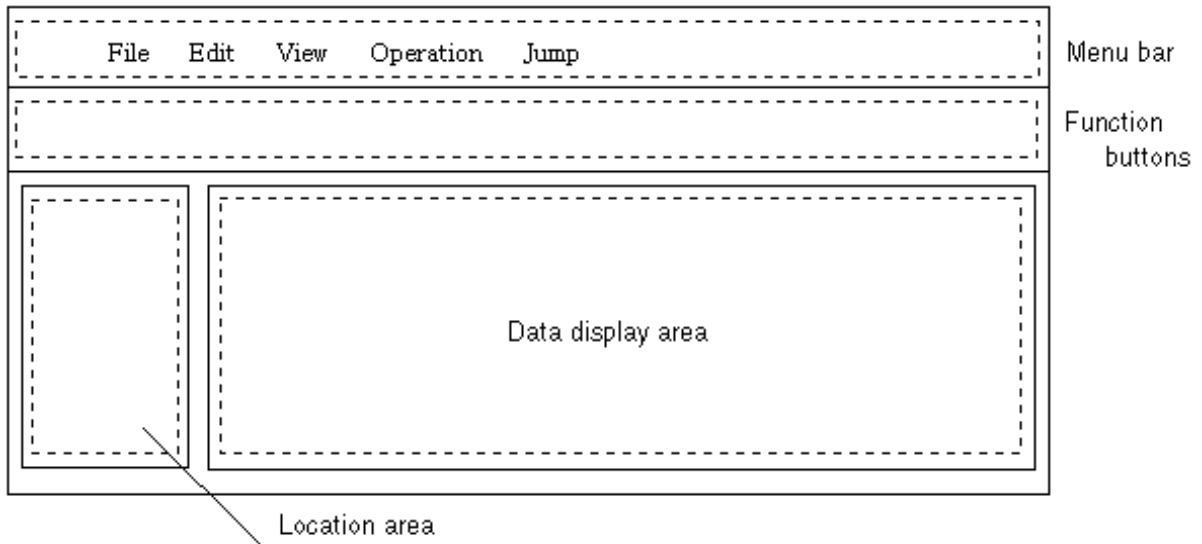 File Edit View Operation Jump
Menu bar
Function
buttons
Data display area
Location area